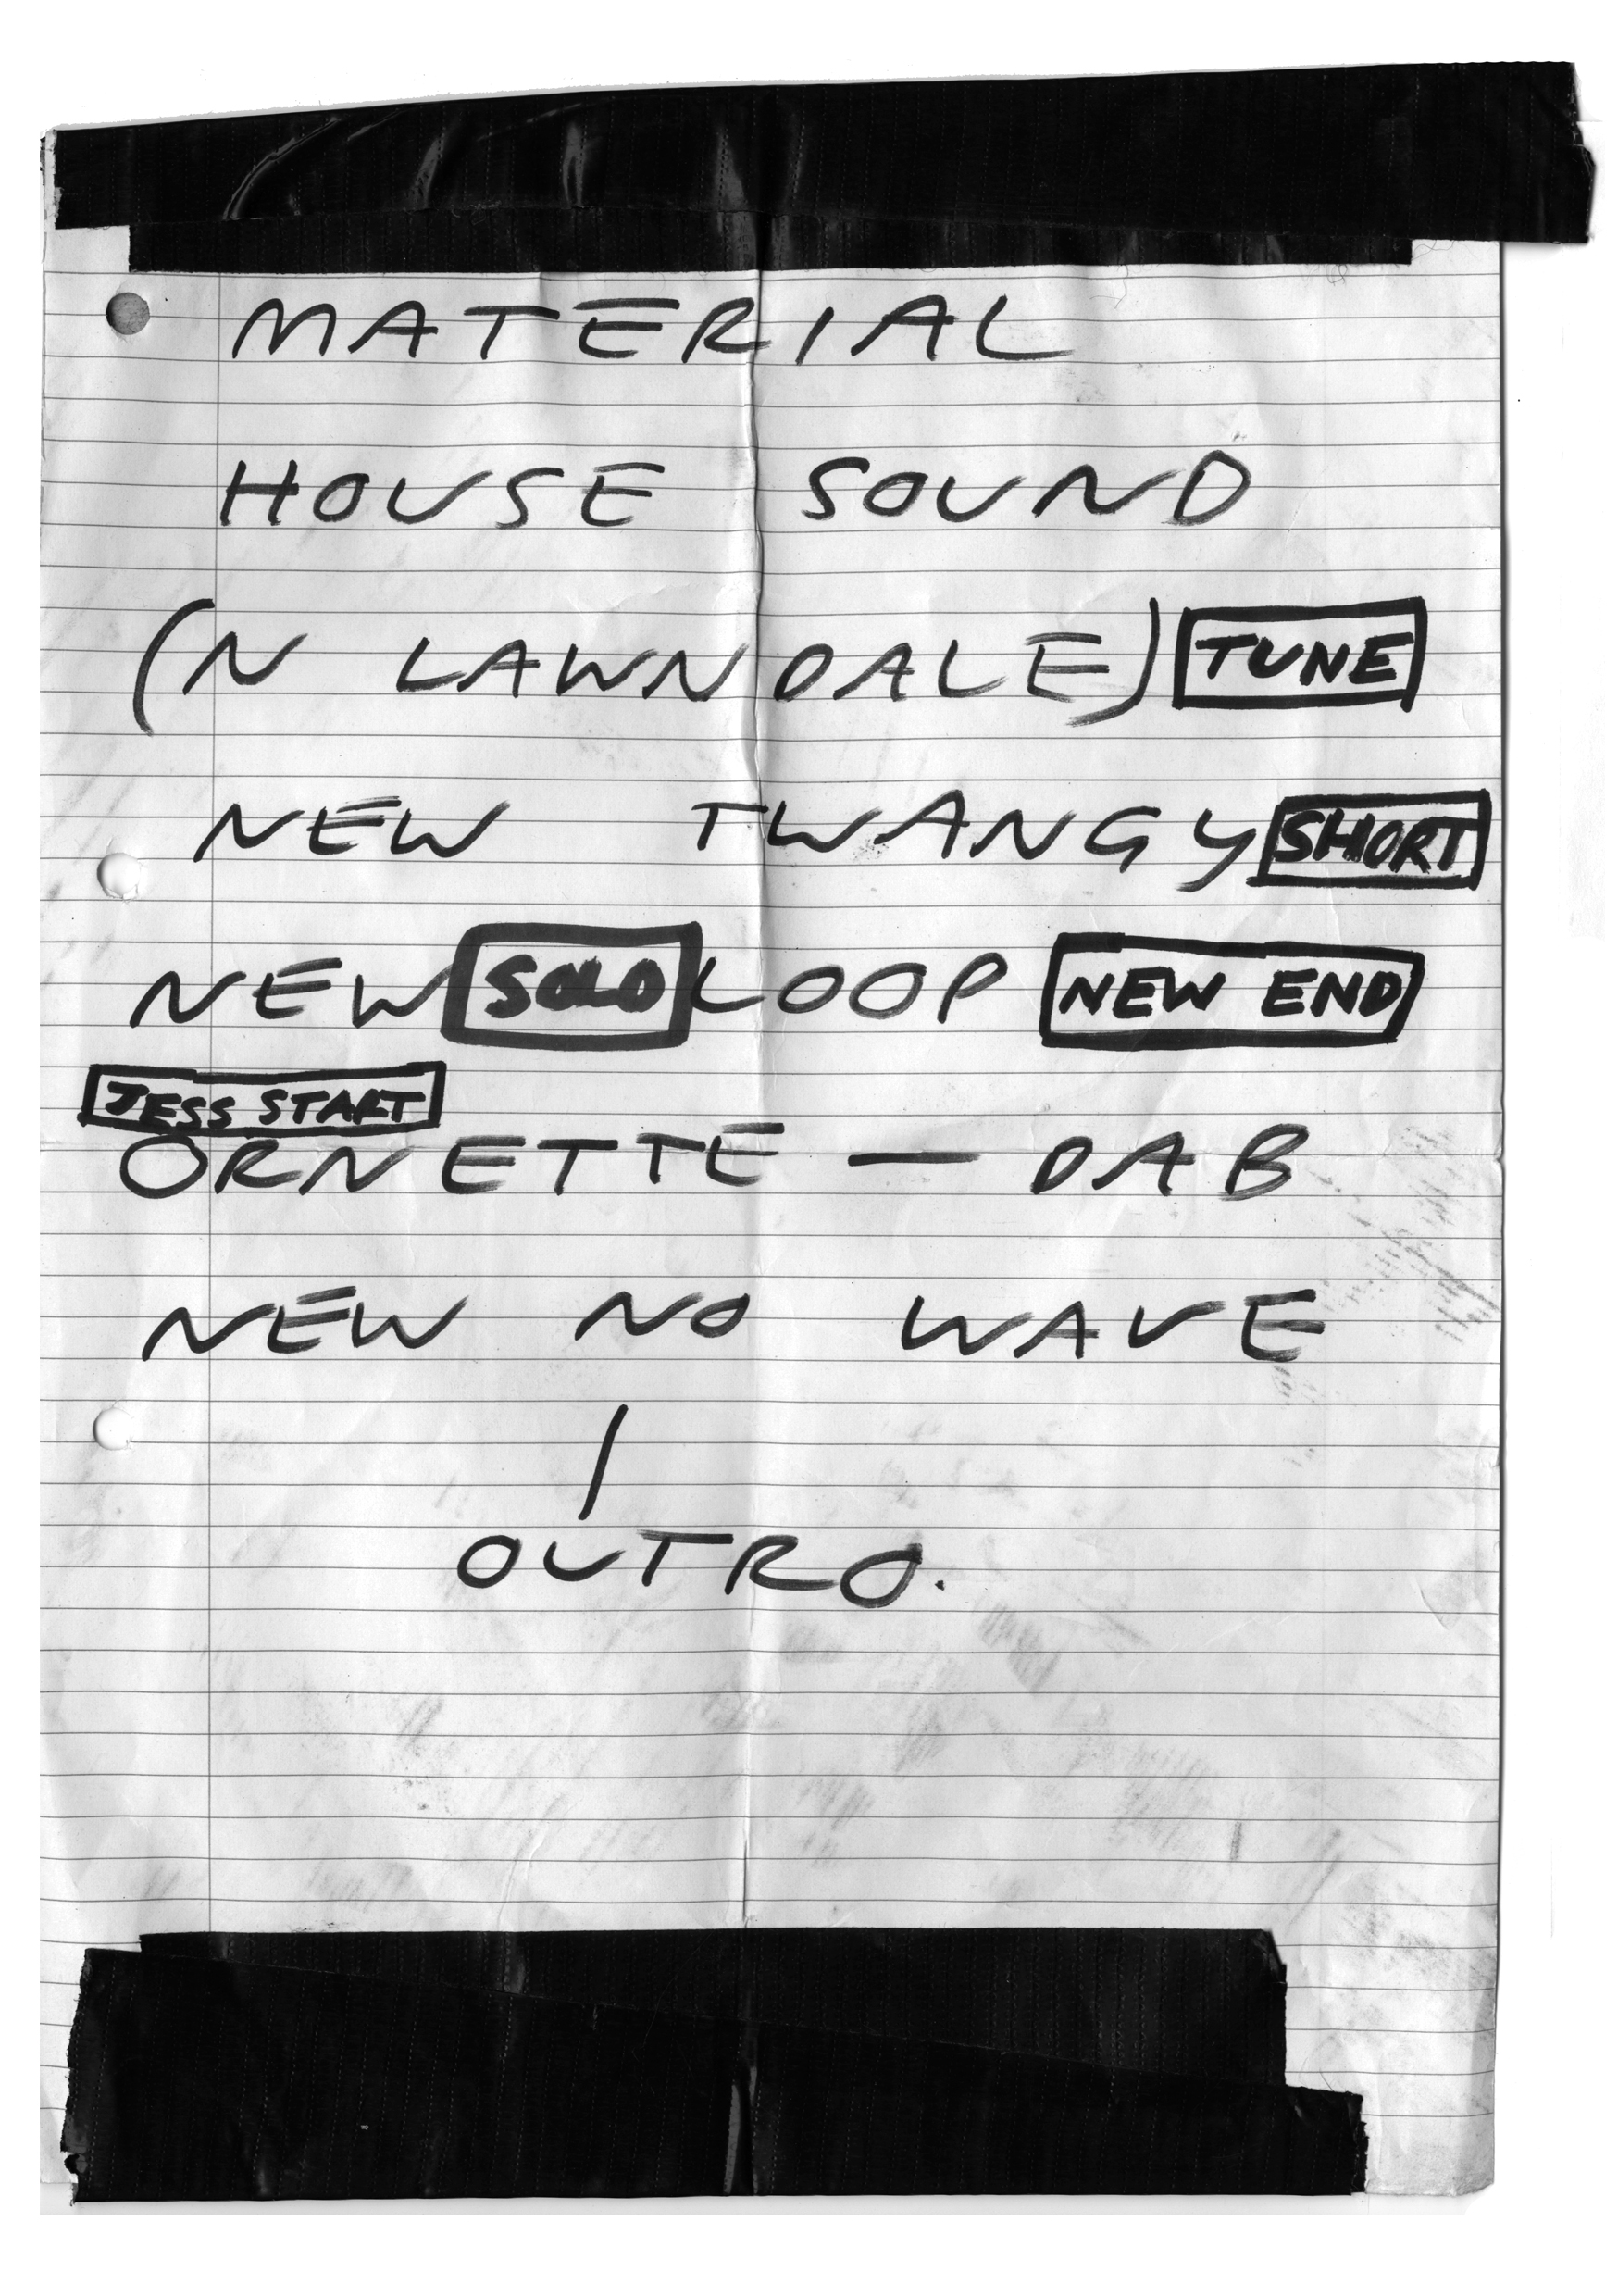 MATERIAL
HOUSE SOUND
(N LAWNDALE) TUNE
NEW TWANGY SHORT
NEW SOLO LOOP NEW END
JESS START
ORNETTE — DAB
NEW NO WAVE
|
OUTRO.